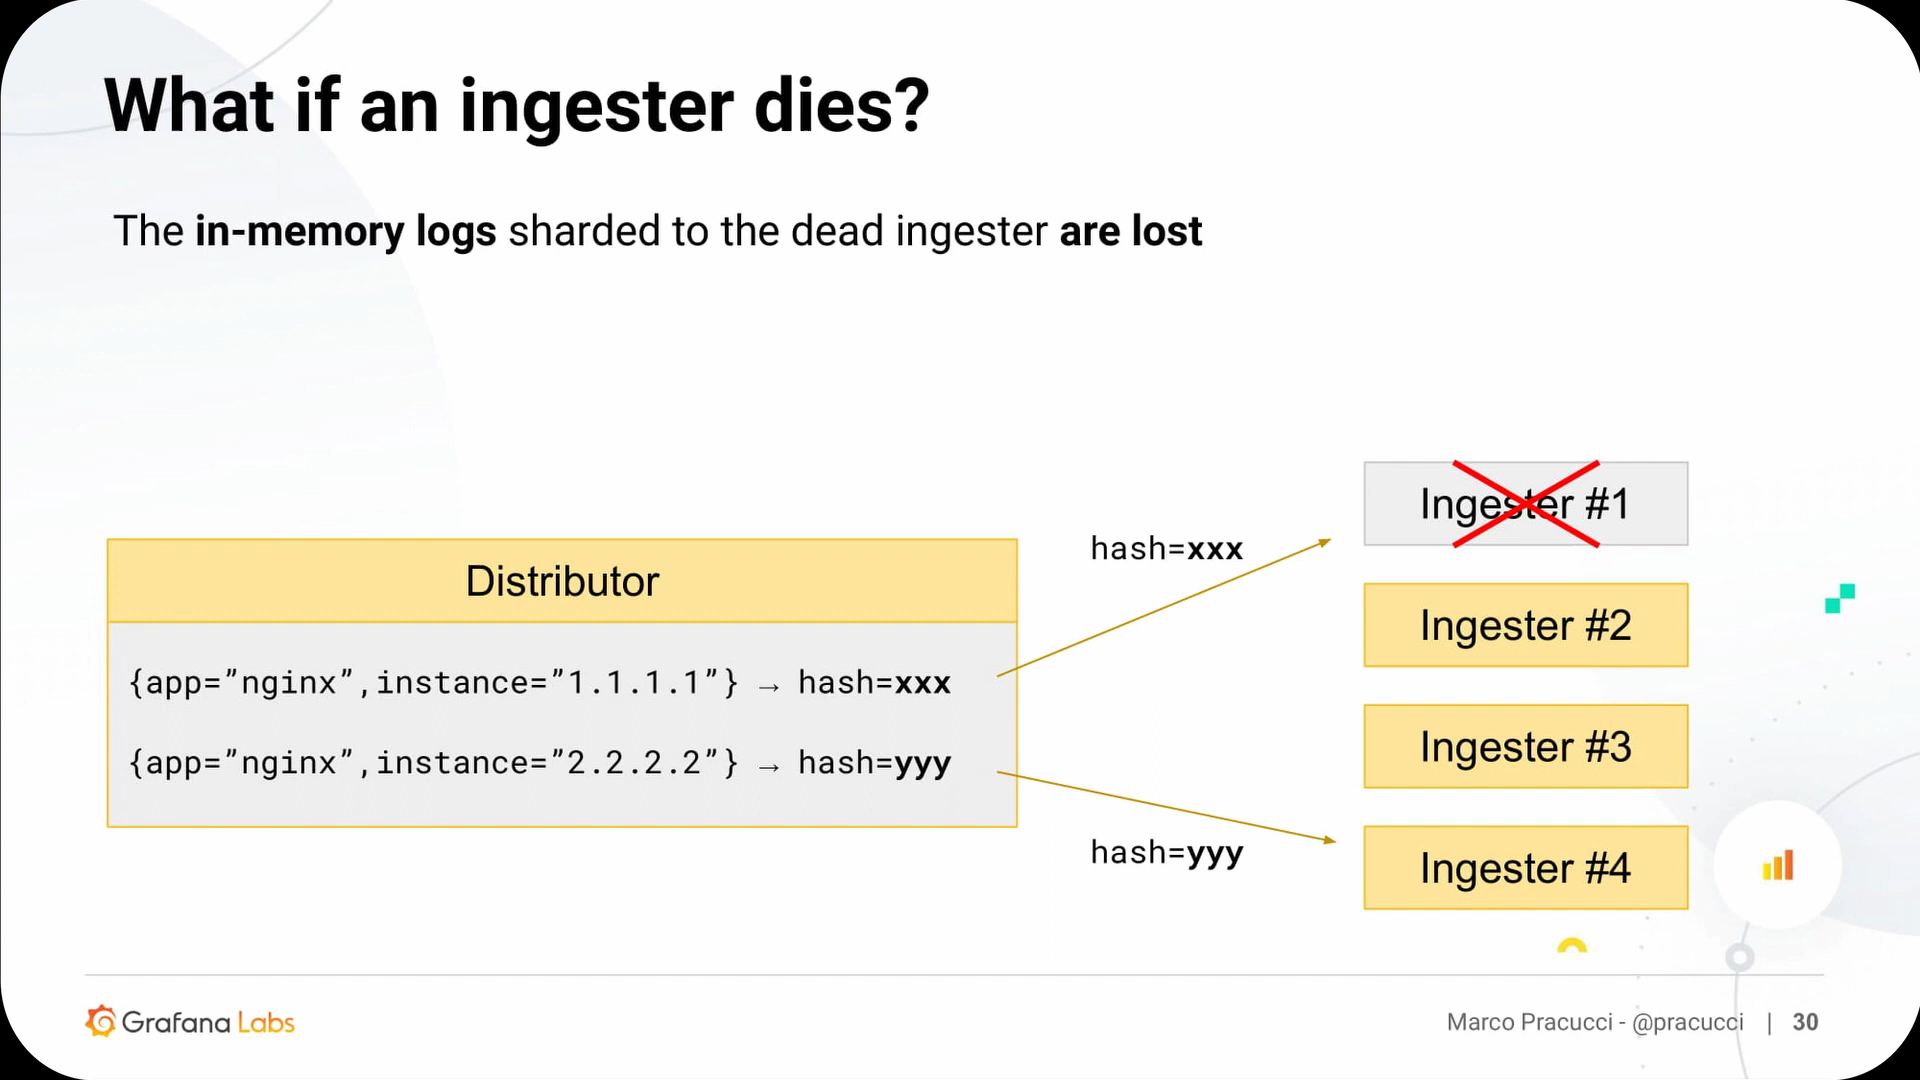 What if an ingester dies?
The in-memory logs sharded to the dead ingester are lost
Distributor
{app=”nginx”,instance=”1.1.1.1”} → hash=xxx
{app=”nginx”,instance=”2.2.2.2”} → hash=yyy
hash=xxx
hash=yyy
Ingester #1
Ingester #2
Ingester #3
Ingester #4
Grafana Labs
Marco Pracucci - @pracucci | 30